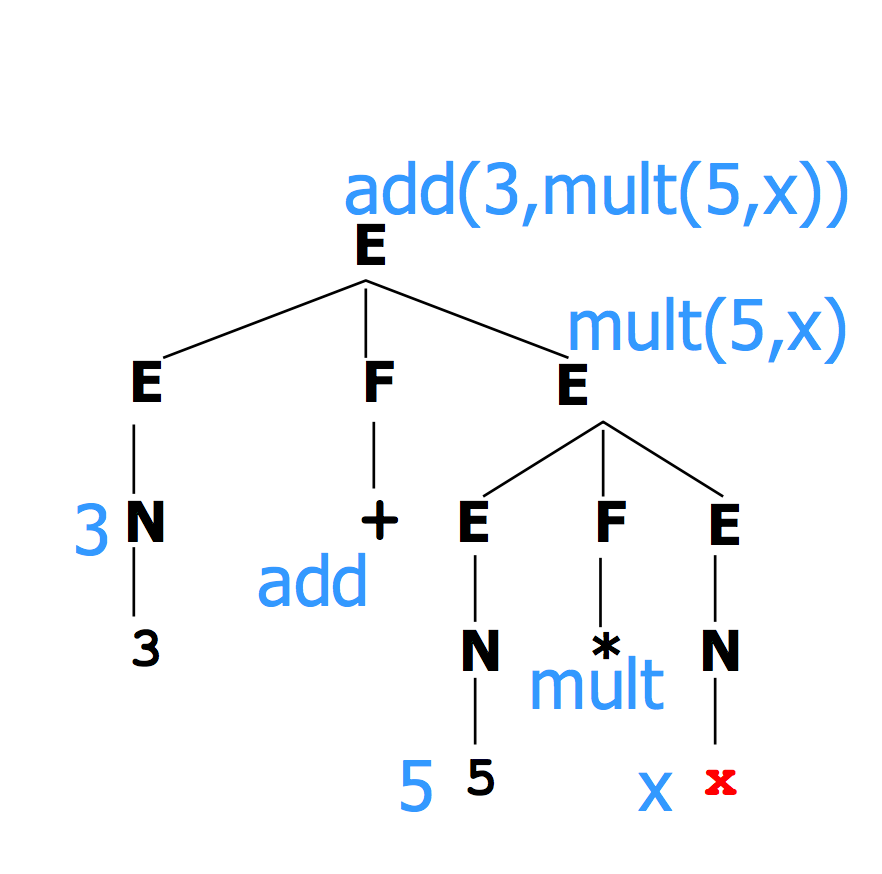 add(3,mult(5,x))
E
mult(5,x)
E F E
3 N + E F E
add
3 N * N
mult
5 5 x x